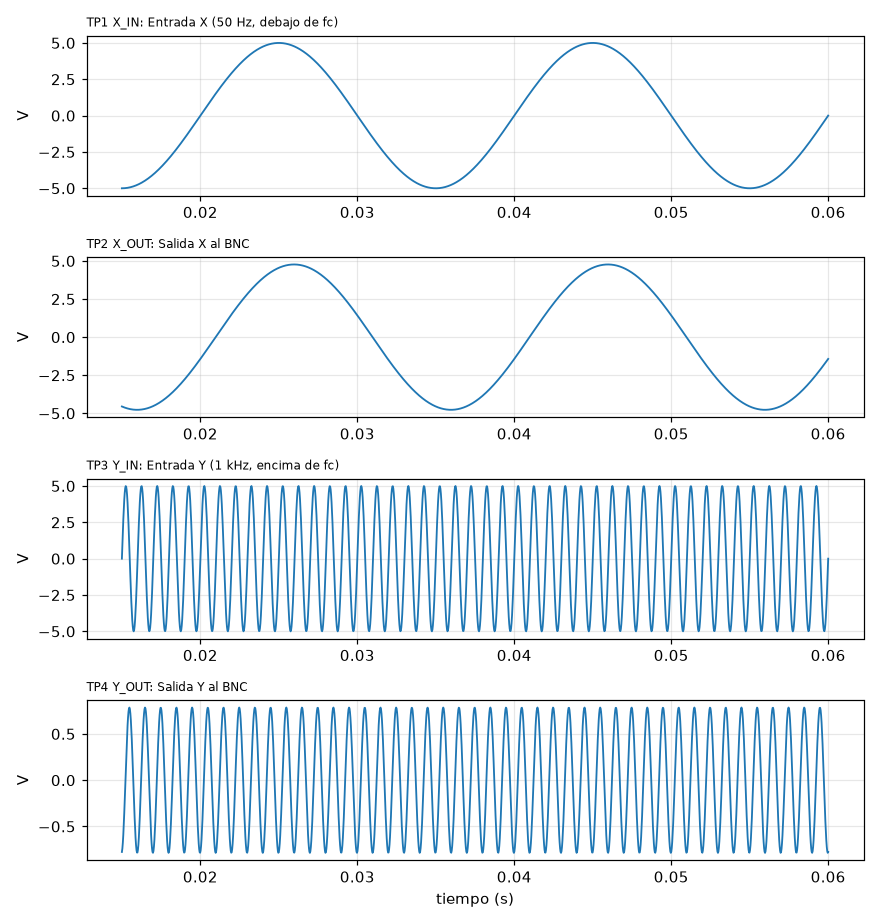 TP1 X_IN: Entrada X (50 Hz, debajo de fc)
5.0
2.5
0.0
−2.5
−5.0
V
0.02 0.03 0.04 0.05 0.06
TP2 X_OUT: Salida X al BNC
5.0
2.5
0.0
−2.5
−5.0
V
0.02 0.03 0.04 0.05 0.06
TP3 Y_IN: Entrada Y (1 kHz, encima de fc)
5.0
2.5
0.0
−2.5
−5.0
V
0.02 0.03 0.04 0.05 0.06
TP4 Y_OUT: Salida Y al BNC
0.5
0.0
−0.5
V
0.02 0.03 0.04 0.05 0.06
tiempo (s)